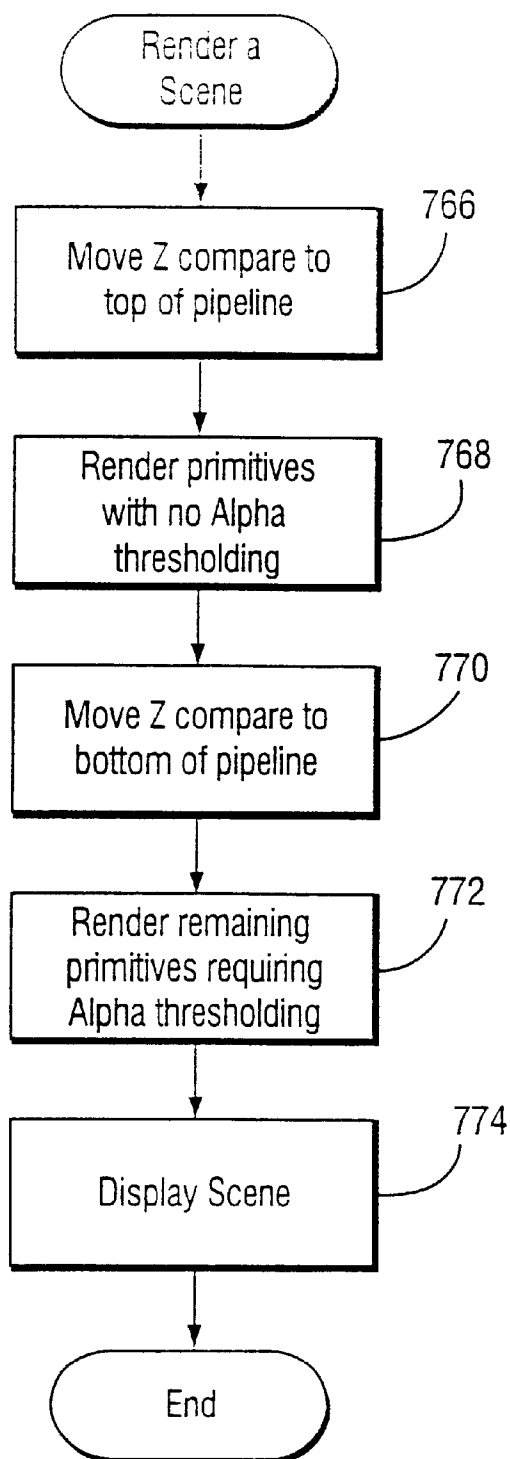 Render a
Scene
766
Move Z compare to
top of pipeline
768
Render primitives
with no Alpha
thresholding
770
Move Z compare to
bottom of pipeline
772
Render remaining
primitives requiring
Alpha thresholding
774
Display Scene
End